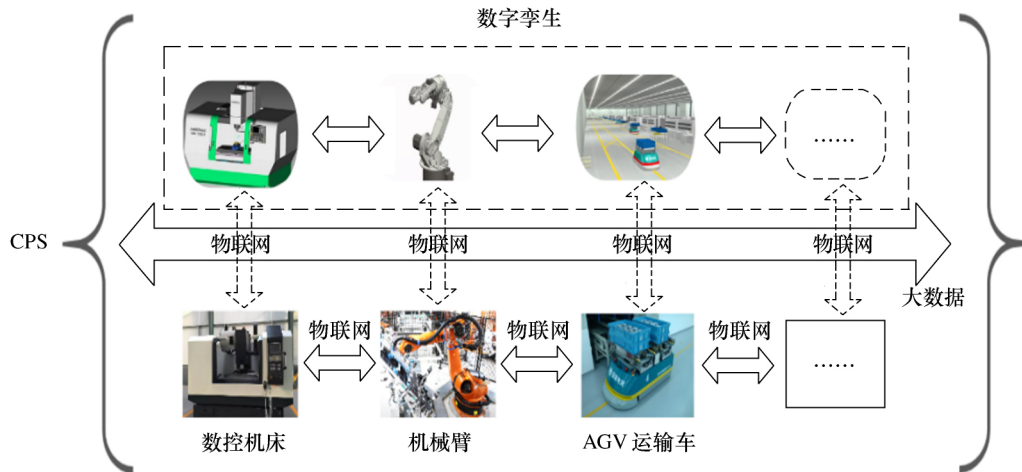 数字孪生
……
CPS
物联网 物联网 物联网 物联网
大数据
物联网 物联网 物联网
……
数控机床 机械臂 AGV 运输车